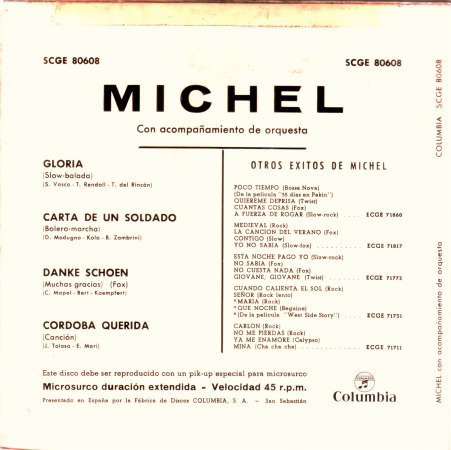 SCGE 80608
SCGE 80608
MICHEL
Con acompañamiento de orquesta
GLORIA
(Slow-balada)
(S. Vasco - T. Rendall - T. del Rincón)
CARTA DE UN SOLDADO
(Bolero-marcha)
(D. Modugno - Kolo - B. Zambrini)
DANKE SCHOEN
(Muchas gracias) (Fox)
(C. Mapel - Bert - Kaempfert)
CORDOBA QUERIDA
(Canción)
(J. Tolosa - E. Mori)
OTROS EXITOS DE MICHEL
POCO TIEMPO (Bossa Nova)
(De la película "55 días en Pekín")
QUIEREME DEPRISA (Twist)
CUANTAS COSAS (Fox)
A FUERZA DE ROGAR (Slow-rock) . . . . ECGE 71860
MEDIEVAL (Rock)
LA CANCION DEL VERANO (Fox)
CONTIGO (Slow)
YO NO SABIA (Slow-fox) . . . . ECGE 71817
ESTA NOCHE PAGO YO (Slow-rock)
NO SABIA (Fox)
NO CUESTA NADA (Fox)
GIOVANE, GIOVANE (Twist) . . . . ECGE 71773
CUANDO CALIENTA EL SOL (Rock)
SEÑOR (Rock lento)
*MARIA (Rock)
*QUE NOCHE (Beguine)
*(De la película "West Side Story") . . . . ECGE 71751
CARLON (Rock)
NO ME PIERDAS (Rock)
YA ME ENAMORE (Calypso)
MINA (Cha cha cha) . . . . ECGE 71711
Este disco debe ser reproducido con un pik-up especial para microsurco
Microsurco duración extendida - Velocidad 45 r.p.m.
Presentado en España por la Fábrica de Discos COLUMBIA, S. A. - San Sebastián
Columbia
COLUMBIA SCGE 80608
MICHEL con acompañamiento de orquesta